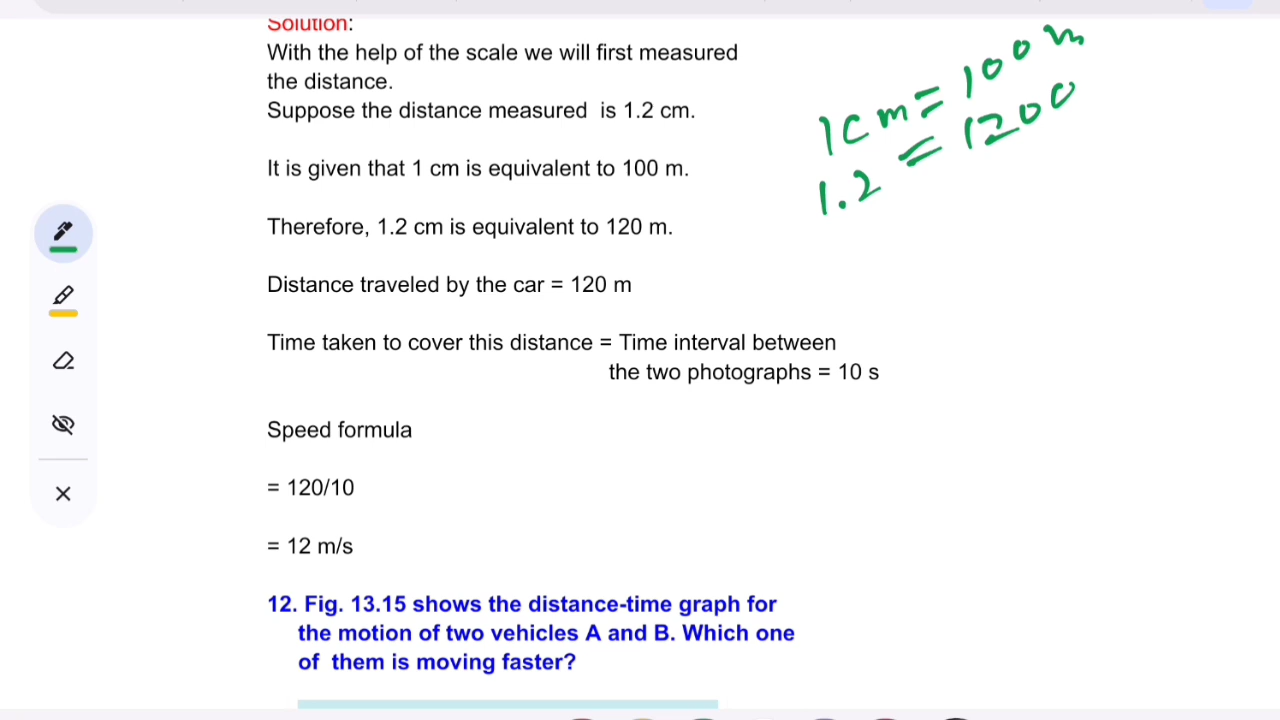 Solution:
With the help of the scale we will first measured
the distance.
Suppose the distance measured is 1.2 cm.
It is given that 1 cm is equivalent to 100 m.
Therefore, 1.2 cm is equivalent to 120 m.
Distance traveled by the car = 120 m
Time taken to cover this distance = Time interval between
the two photographs = 10 s
Speed formula
= 120/10
= 12 m/s
12. Fig. 13.15 shows the distance-time graph for
the motion of two vehicles A and B. Which one
of them is moving faster?
1cm = 100m
1.2 = 1200